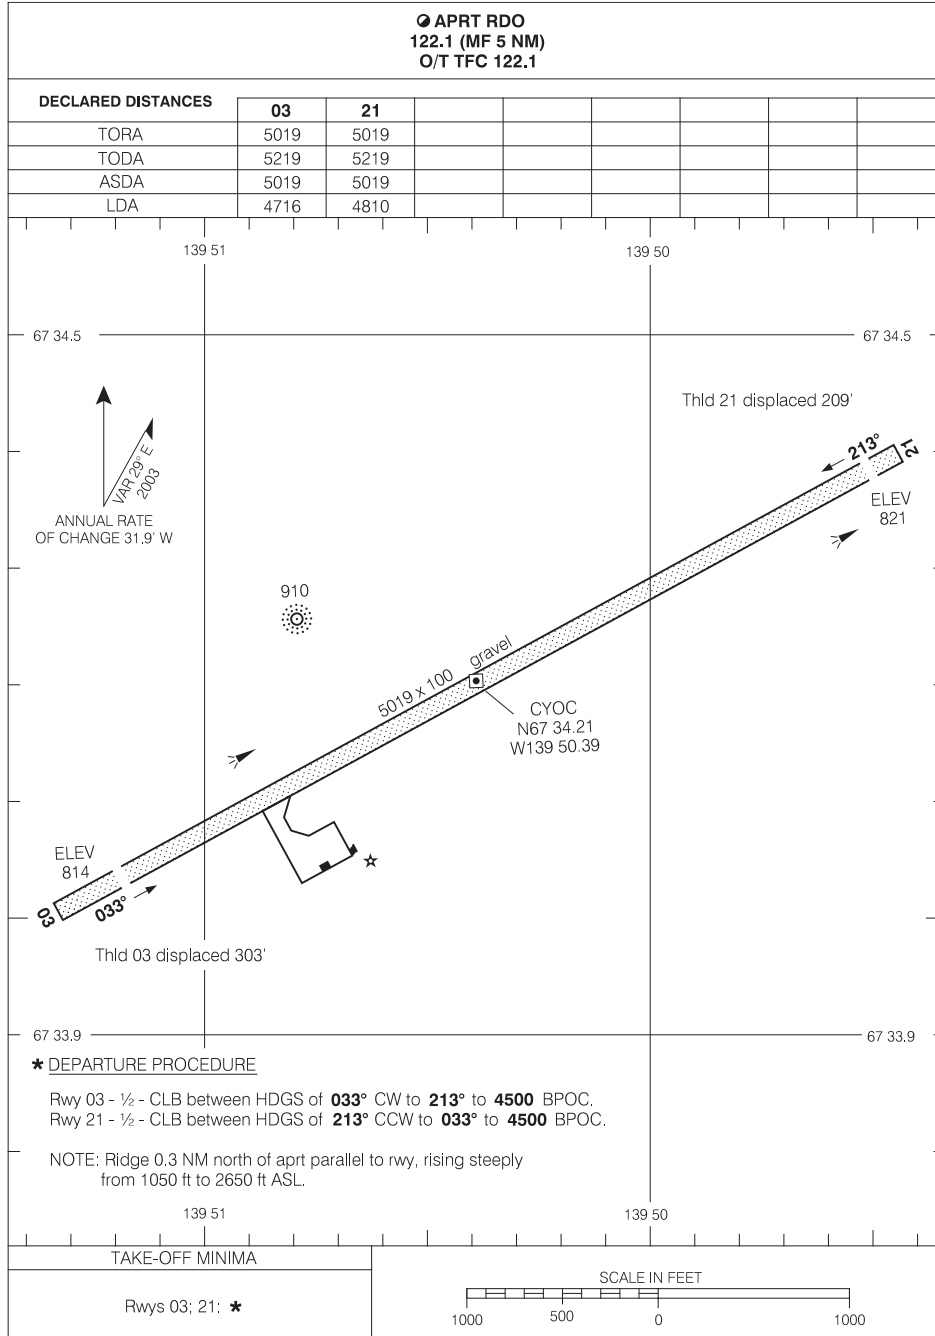 APRT RDO
122.1 (MF 5 NM)
O/T TFC 122.1
DECLARED DISTANCES 03 21
TORA 5019 5019
TODA 5219 5219
ASDA 5019 5019
LDA 4716 4810
139 51 139 50
67 34.5 67 34.5
Thld 21 displaced 209'
213° 21
VAR 29° E
2003
ELEV
821
ANNUAL RATE
OF CHANGE 31.9' W
910
5019 x 100 gravel
CYOC
N67 34.21
W139 50.39
ELEV
814
03 033°
Thld 03 displaced 303'
67 33.9 67 33.9
* DEPARTURE PROCEDURE
Rwy 03 - ½ - CLB between HDGS of 033° CW to 213° to 4500 BPOC.
Rwy 21 - ½ - CLB between HDGS of 213° CCW to 033° to 4500 BPOC.
NOTE: Ridge 0.3 NM north of aprt parallel to rwy, rising steeply
from 1050 ft to 2650 ft ASL.
139 51 139 50
TAKE-OFF MINIMA
Rwys 03; 21: *
SCALE IN FEET
1000 500 0 1000